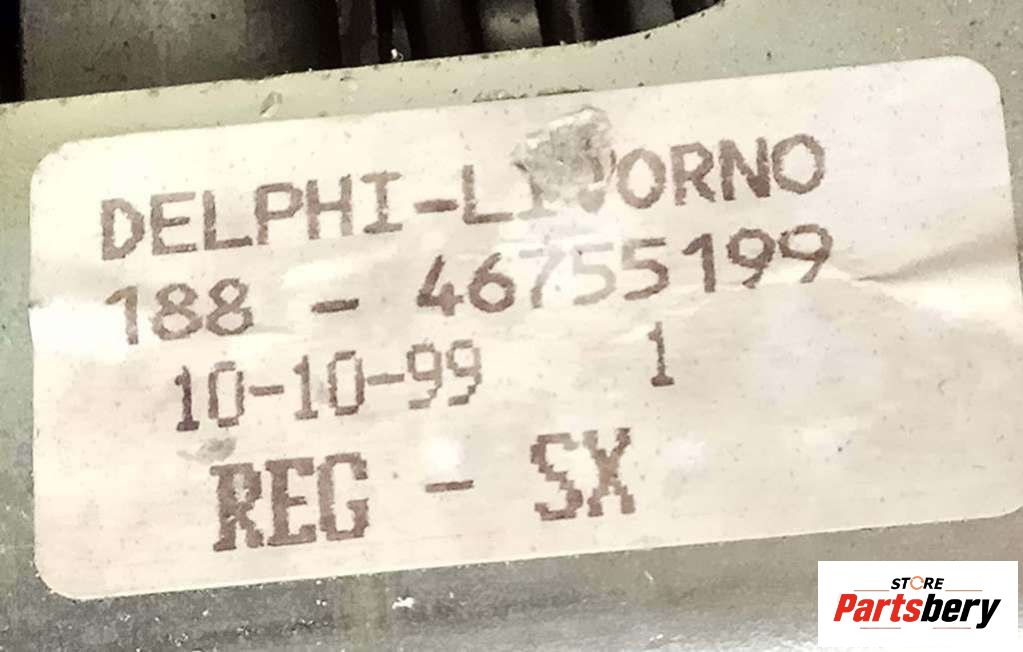 DELPHI-LIVORNO
188 - 46755199
10-10-99 1
REG - SX
STORE
Partsbery